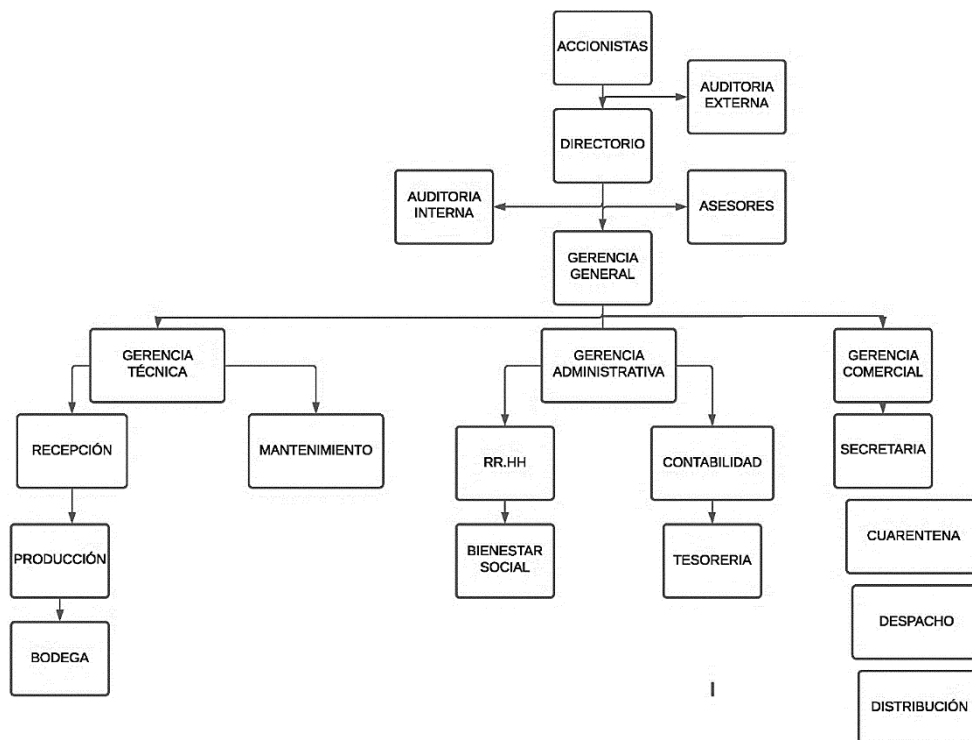 ACCIONISTAS
AUDITORIA
EXTERNA
DIRECTORIO
AUDITORIA
INTERNA
ASESORES
GERENCIA
GENERAL
GERENCIA
TÉCNICA
GERENCIA
ADMINISTRATIVA
GERENCIA
COMERCIAL
RECEPCIÓN
MANTENIMIENTO
RR.HH
CONTABILIDAD
SECRETARIA
PRODUCCIÓN
BIENESTAR
SOCIAL
TESORERIA
CUARENTENA
BODEGA
DESPACHO
DISTRIBUCIÓN